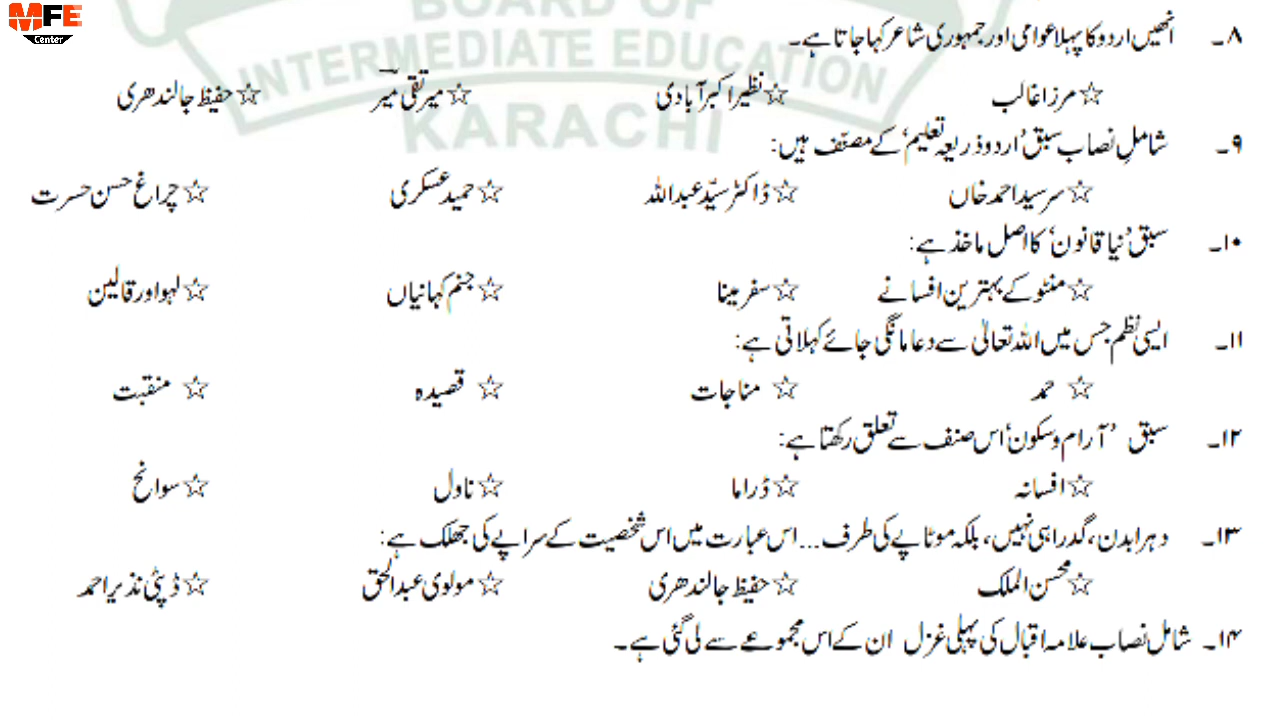 MFE
Center
BOARD OF
INTERMEDIATE EDUCATION
KARACHI
۸۔ انھیں اردو کا پہلا عوامی اور جمہوری شاعر کہا جاتا ہے۔
☆ مرزا غالب ☆ نظیر اکبر آبادی ☆ میر تقی میرؔ ☆ حفیظ جالندھری
۹۔ شاملِ نصاب سبق ’اردو ذریعہ تعلیم‘ کے مصنّف ہیں:
☆ سر سید احمد خاں ☆ ڈاکٹر سیّد عبداللہ ☆ حمید عسکری ☆ چراغ حسن حسرت
۱۰۔ سبق ’نیا قانون‘ کا اصل ماخذ ہے:
☆ منٹو کے بہترین افسانے ☆ سفر مینا ☆ جنم کہانیاں ☆ لہو اور قالین
۱۱۔ ایسی نظم جس میں اللہ تعالیٰ سے دعا مانگی جائے کہلاتی ہے:
☆ حمد ☆ مناجات ☆ قصیدہ ☆ منقبت
۱۲۔ سبق ’آرام و سکون‘ اس صنف سے تعلق رکھتا ہے:
☆ افسانہ ☆ ڈراما ☆ ناول ☆ سوانح
۱۳۔ دہرا بدن، گدرا ہی نہیں، بلکہ موٹاپے کی طرف... اس عبارت میں اس شخصیت کے سراپے کی جھلک ہے:
☆ محسن الملک ☆ حفیظ جالندھری ☆ مولوی عبدالحق ☆ ڈپٹی نذیر احمد
۱۴۔ شامل نصاب علامہ اقبال کی پہلی غزل ان کے اس مجموعے سے لی گئی ہے۔